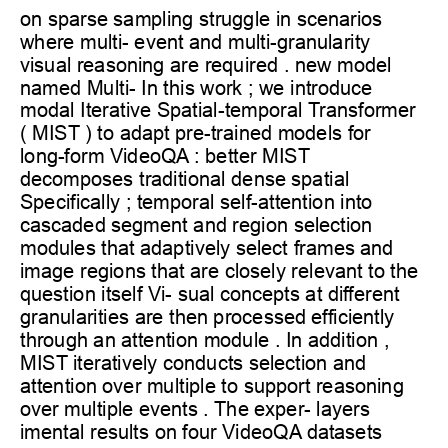 on sparse sampling struggle in scenarios
where multi- event and multi-granularity
visual reasoning are required . new model
named Multi- In this work ; we introduce
modal Iterative Spatial-temporal Transformer
( MIST ) to adapt pre-trained models for
long-form VideoQA : better MIST
decomposes traditional dense spatial
Specifically ; temporal self-attention into
cascaded segment and region selection
modules that adaptively select frames and
image regions that are closely relevant to the
question itself Vi- sual concepts at different
granularities are then processed efficiently
through an attention module . In addition ,
MIST iteratively conducts selection and
attention over multiple to support reasoning
over multiple events . The exper- layers
imental results on four VideoQA datasets